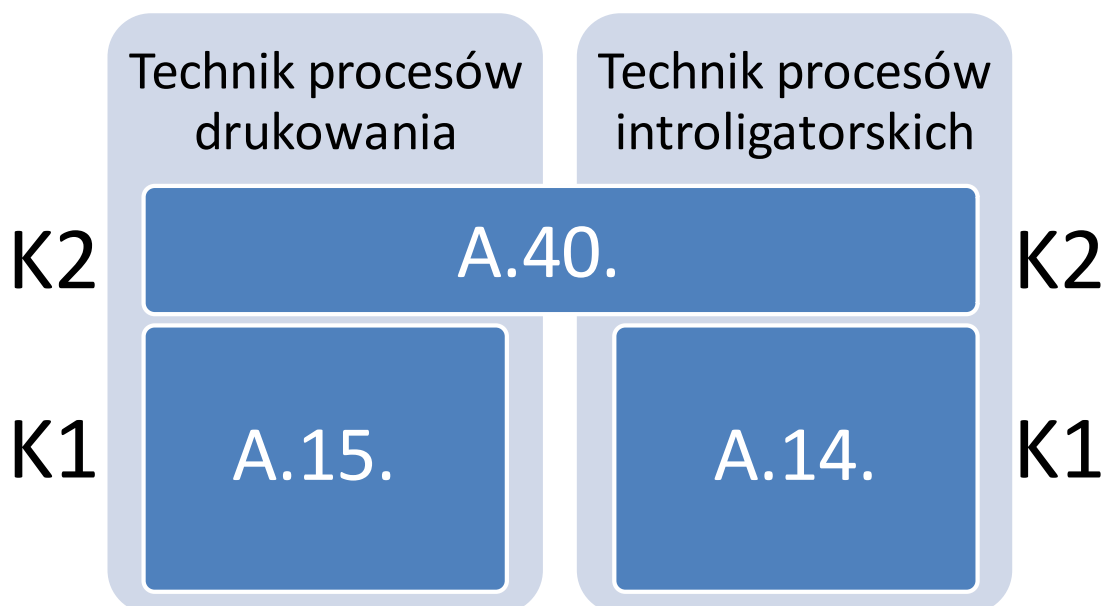 Technik procesów
drukowania
Technik procesów
introligatorskich
K2
A.40.
K2
K1
A.15.
A.14.
K1